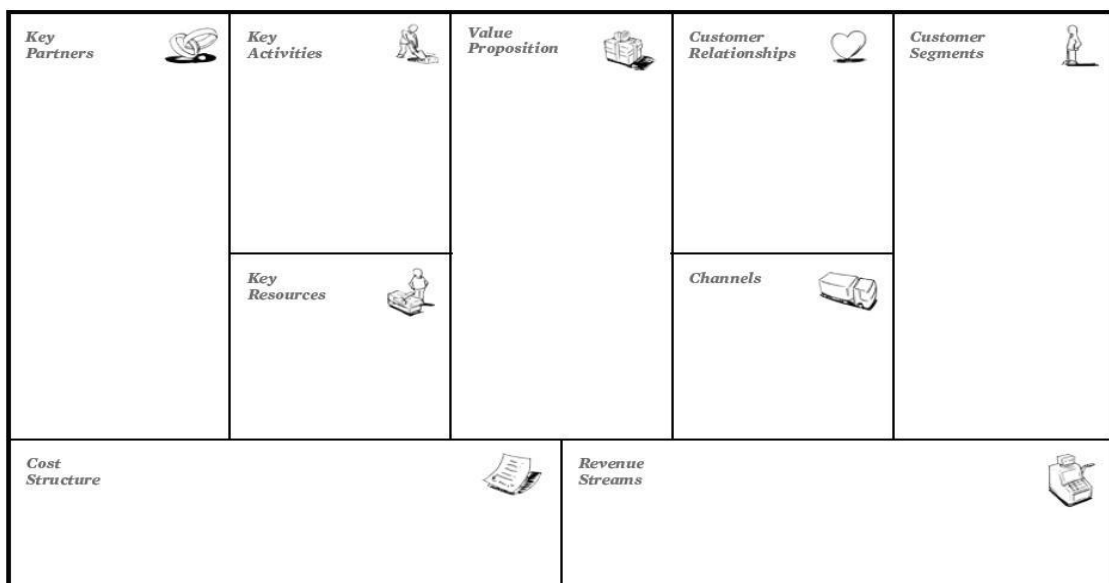 Key
Partners
Key
Activities
Value
Proposition
Customer
Relationships
Customer
Segments
Key
Resources
Channels
Cost
Structure
Revenue
Streams